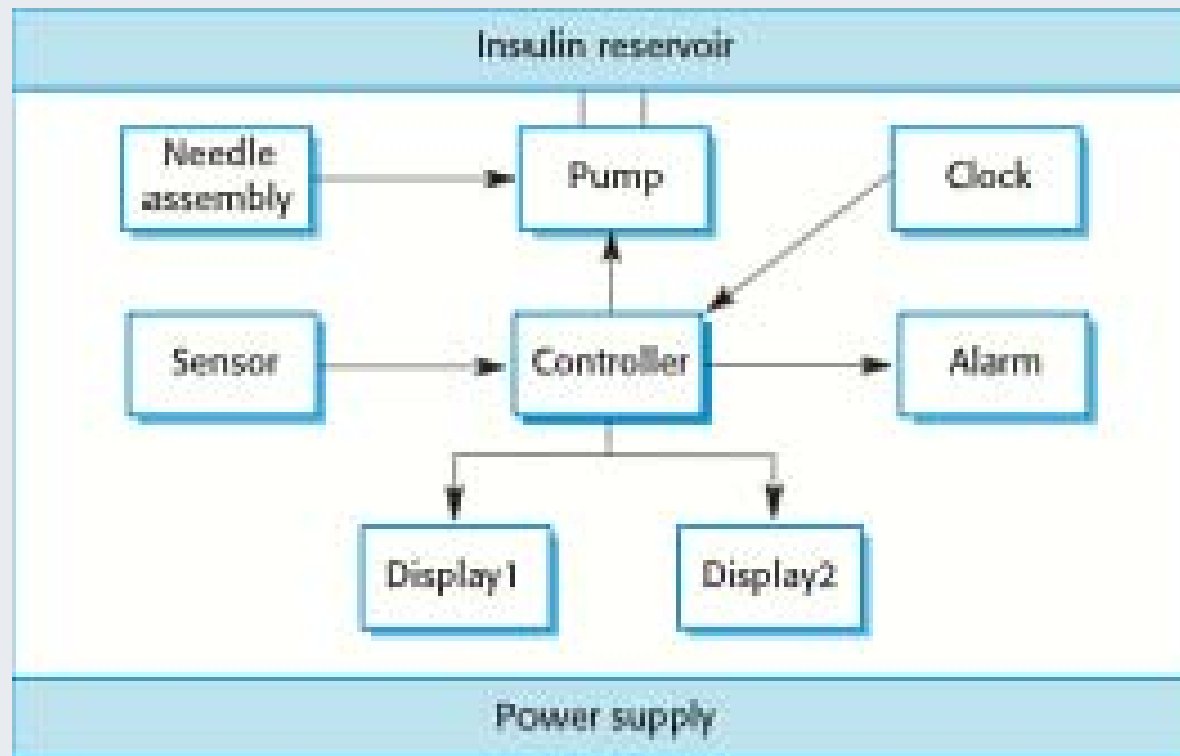 Insulin reservoir
Needle
assembly
Pump
Clock
Sensor
Controller
Alarm
Display1
Display2
Power supply